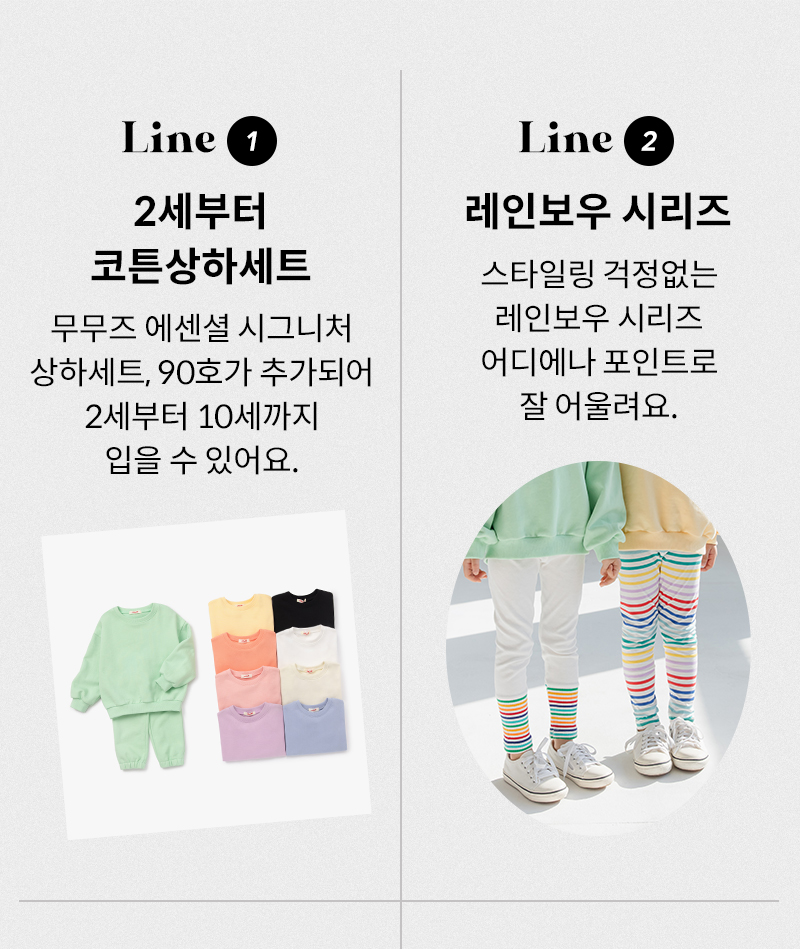 Line 1
2세부터
코튼상하세트
무무즈 에센셜 시그니처
상하세트, 90호가 추가되어
2세부터 10세까지
입을 수 있어요.
Line 2
레인보우 시리즈
스타일링 걱정없는
레인보우 시리즈
어디에나 포인트로
잘 어울려요.